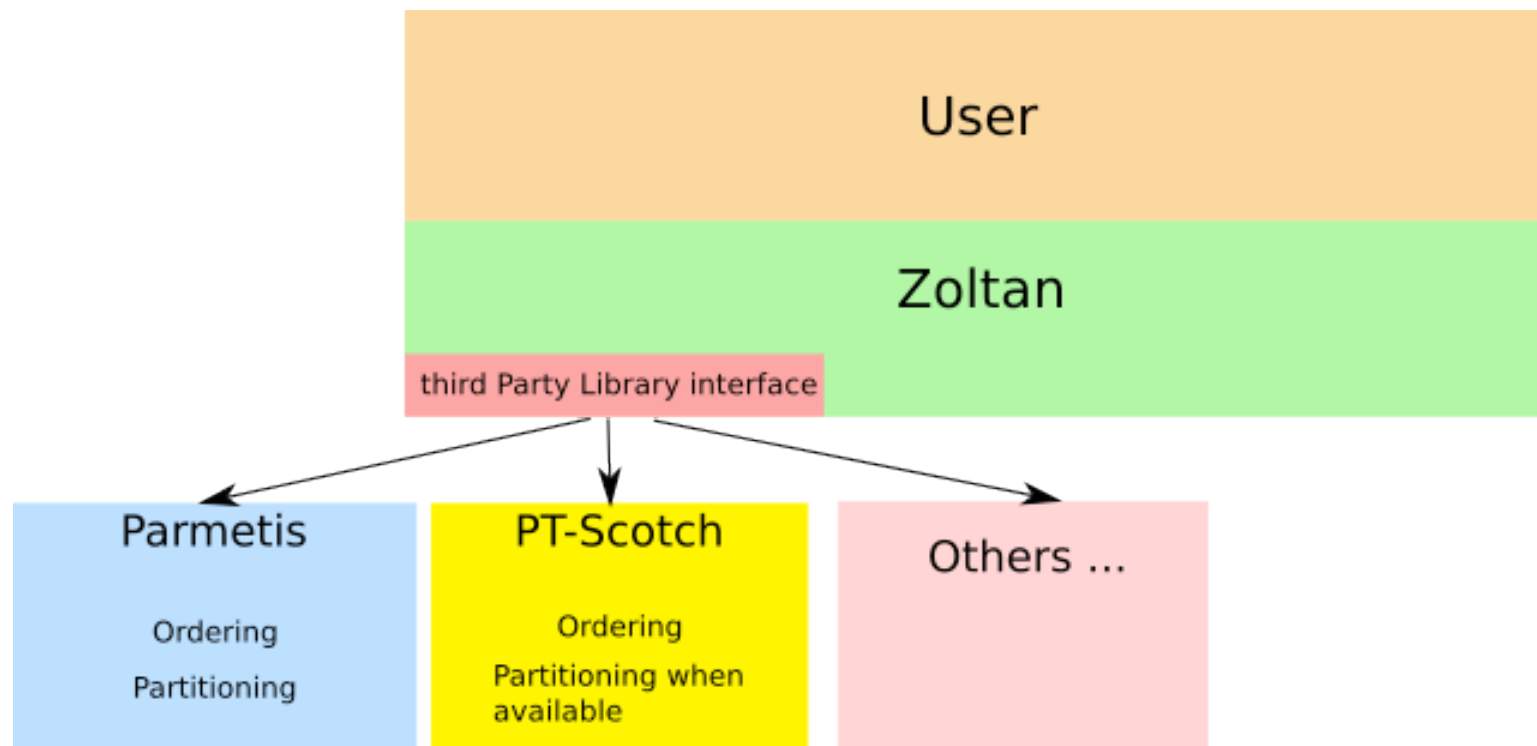 User
Zoltan
third Party Library interface
Parmetis
Ordering
Partitioning
PT-Scotch
Ordering
Partitioning when
available
Others ...